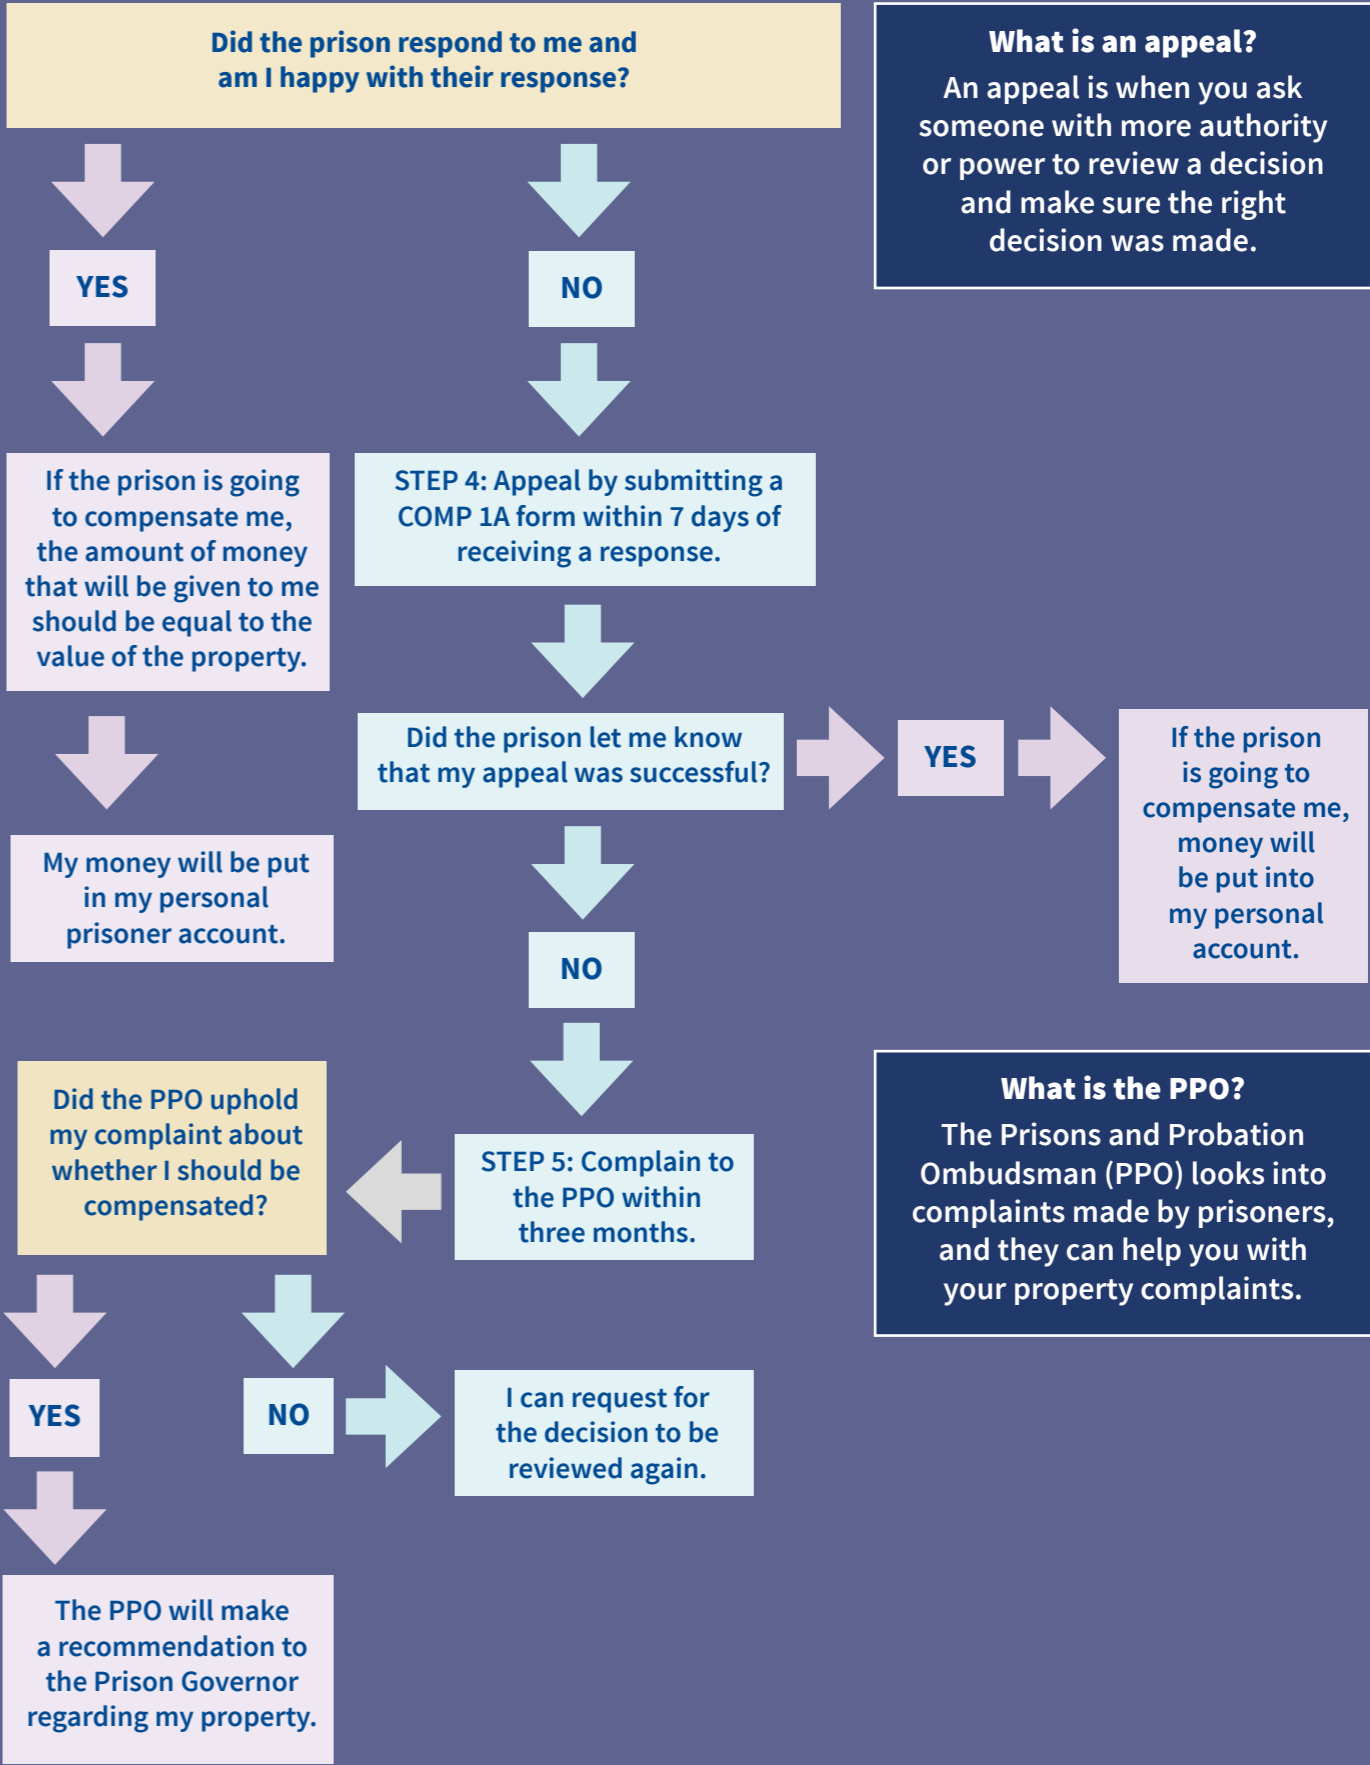 Did the prison respond to me and
am I happy with their response?
What is an appeal?
An appeal is when you ask
someone with more authority
or power to review a decision
and make sure the right
decision was made.
YES
NO
If the prison is going
to compensate me,
the amount of money
that will be given to me
should be equal to the
value of the property.
STEP 4: Appeal by submitting a
COMP 1A form within 7 days of
receiving a response.
Did the prison let me know
that my appeal was successful?
YES
If the prison
is going to
compensate me,
money will
be put into
my personal
account.
My money will be put
in my personal
prisoner account.
NO
Did the PPO uphold
my complaint about
whether I should be
compensated?
STEP 5: Complain to
the PPO within
three months.
What is the PPO?
The Prisons and Probation
Ombudsman (PPO) looks into
complaints made by prisoners,
and they can help you with
your property complaints.
YES
NO
I can request for
the decision to be
reviewed again.
The PPO will make
a recommendation to
the Prison Governor
regarding my property.